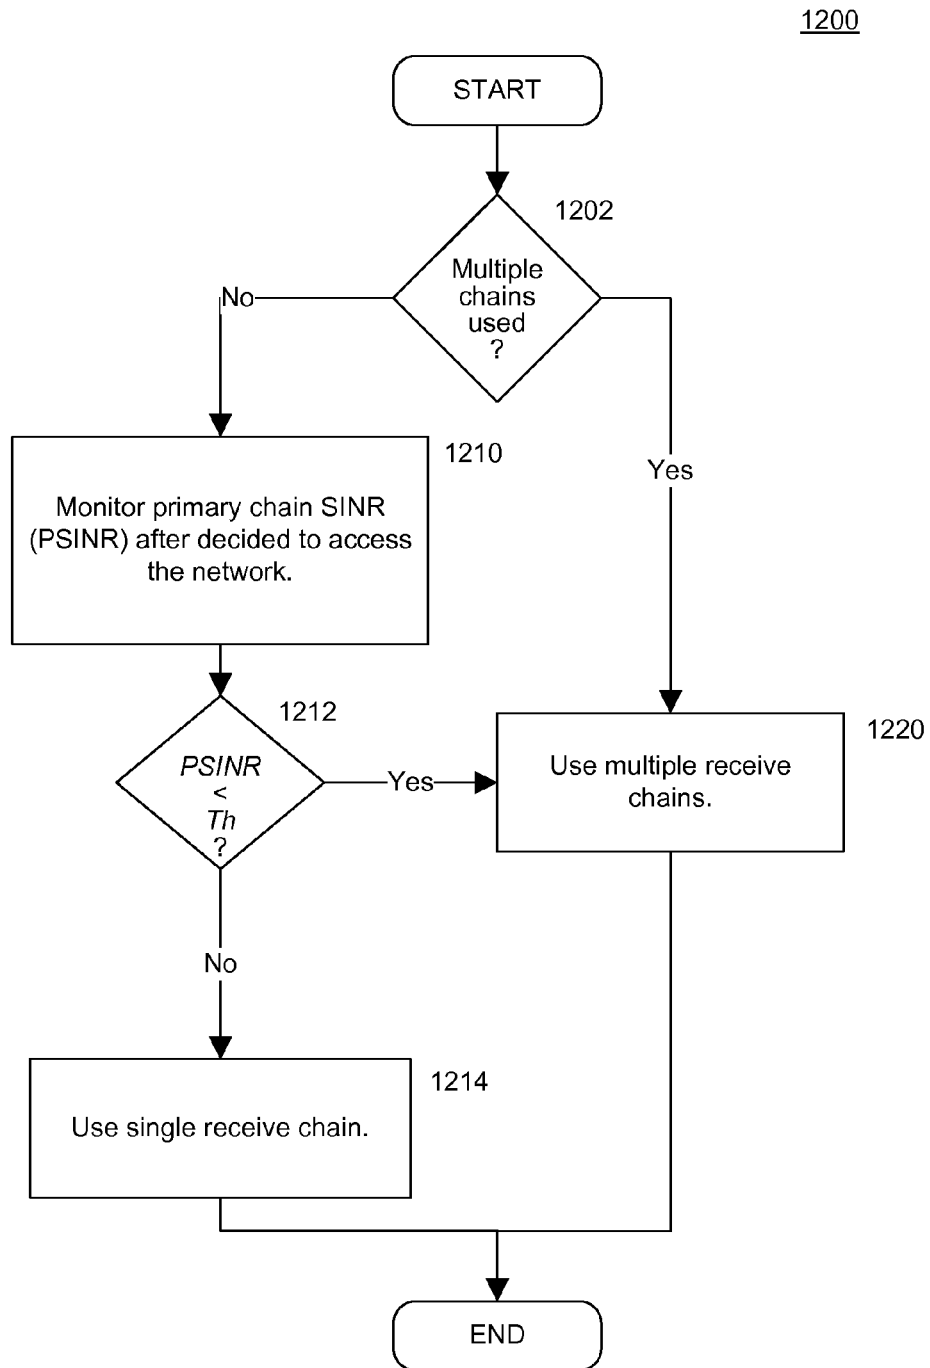 1200
START
1202
Multiple
chains
used
?
No
Yes
1210
Monitor primary chain SINR
(PSINR) after decided to access
the network.
1212
PSINR
<
Th
?
Yes
1220
Use multiple receive
chains.
No
1214
Use single receive chain.
END